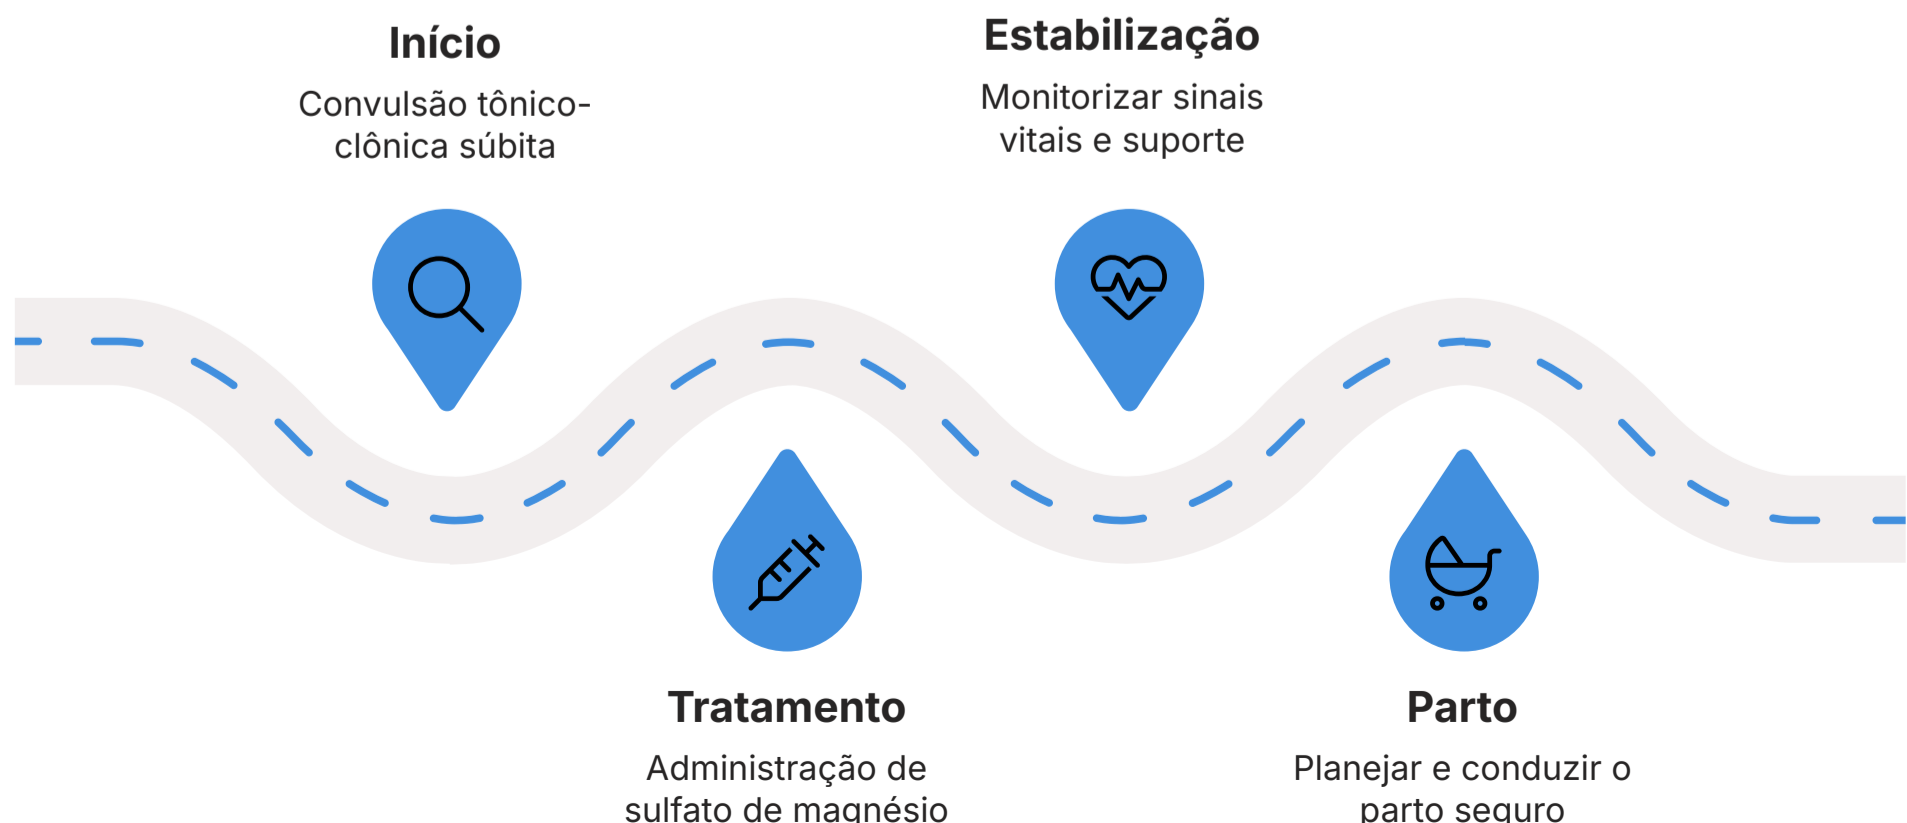 Início
Convulsão tônico-
clônica súbita
Tratamento
Administração de
sulfato de magnésio
Estabilização
Monitorizar sinais
vitais e suporte
Parto
Planejar e conduzir o
parto seguro